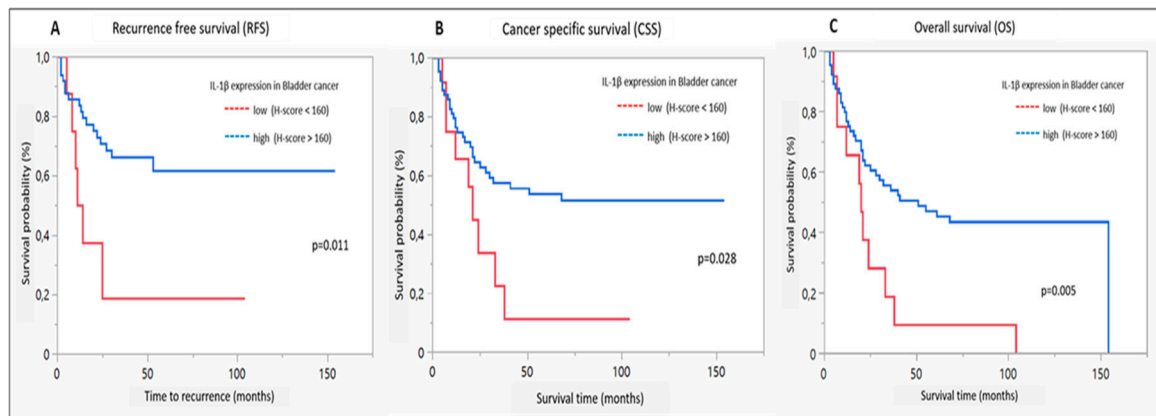 A Recurrence free survival (RFS)
IL-1β expression in Bladder cancer
low (H-score < 160)
high (H-score > 160)
Survival probability (%)
1,0
0,8
0,6
0,4
0,2
0
p=0.011
0 50 100 150
Time to recurrence (months)
B Cancer specific survival (CSS)
IL-1β expression in Bladder cancer
low (H-score < 160)
high (H-score > 160)
Survival probability (%)
1,0
0,8
0,6
0,4
0,2
0
p=0.028
0 50 100 150
Survival time (months)
C Overall survival (OS)
IL-1β expression in Bladder cancer
low (H-score < 160)
high (H-score > 160)
Survival probability (%)
1,0
0,8
0,6
0,4
0,2
0
p=0.005
0 50 100 150
Survival time (months)